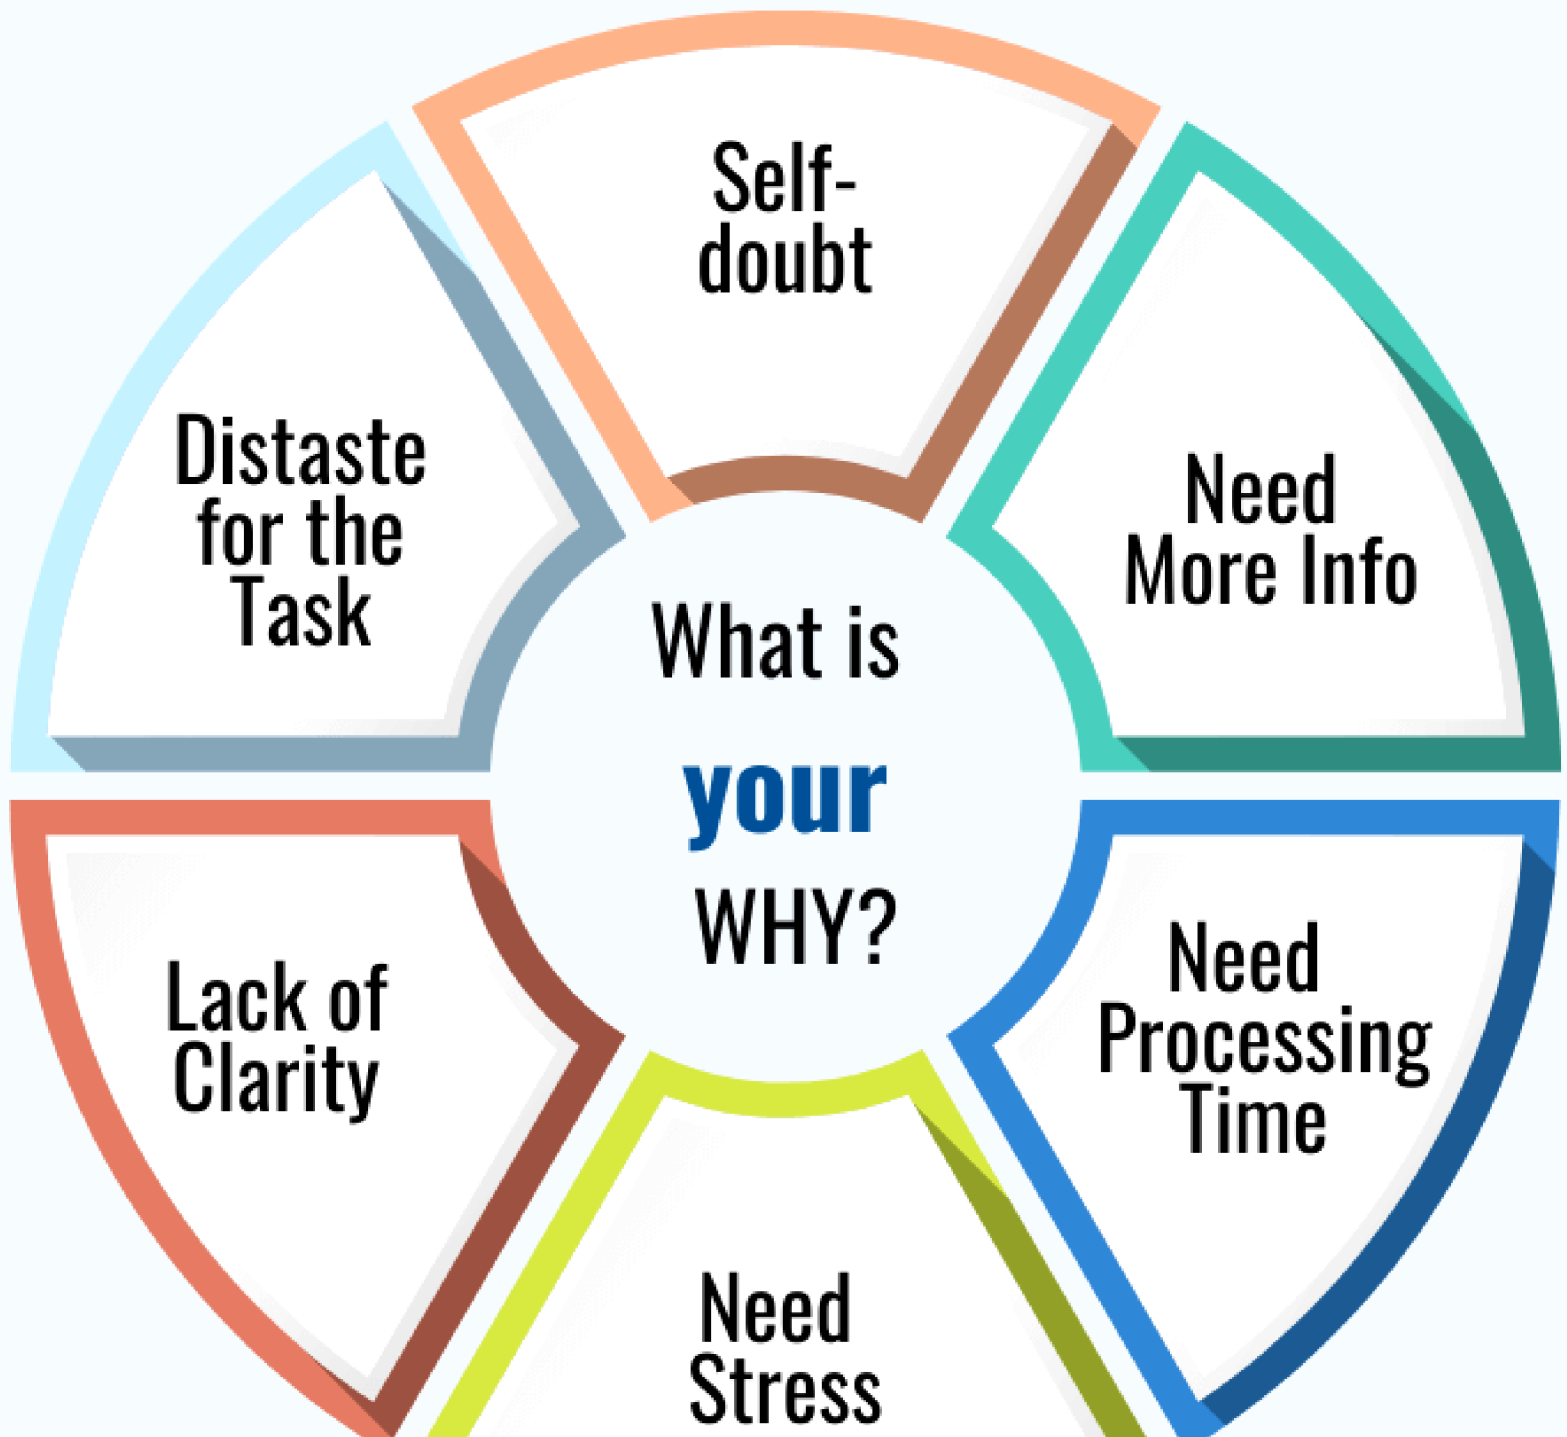 Self-
doubt
Need
More Info
Need
Processing
Time
Need
Stress
Lack of
Clarity
Distaste
for the
Task
What is
your
WHY?